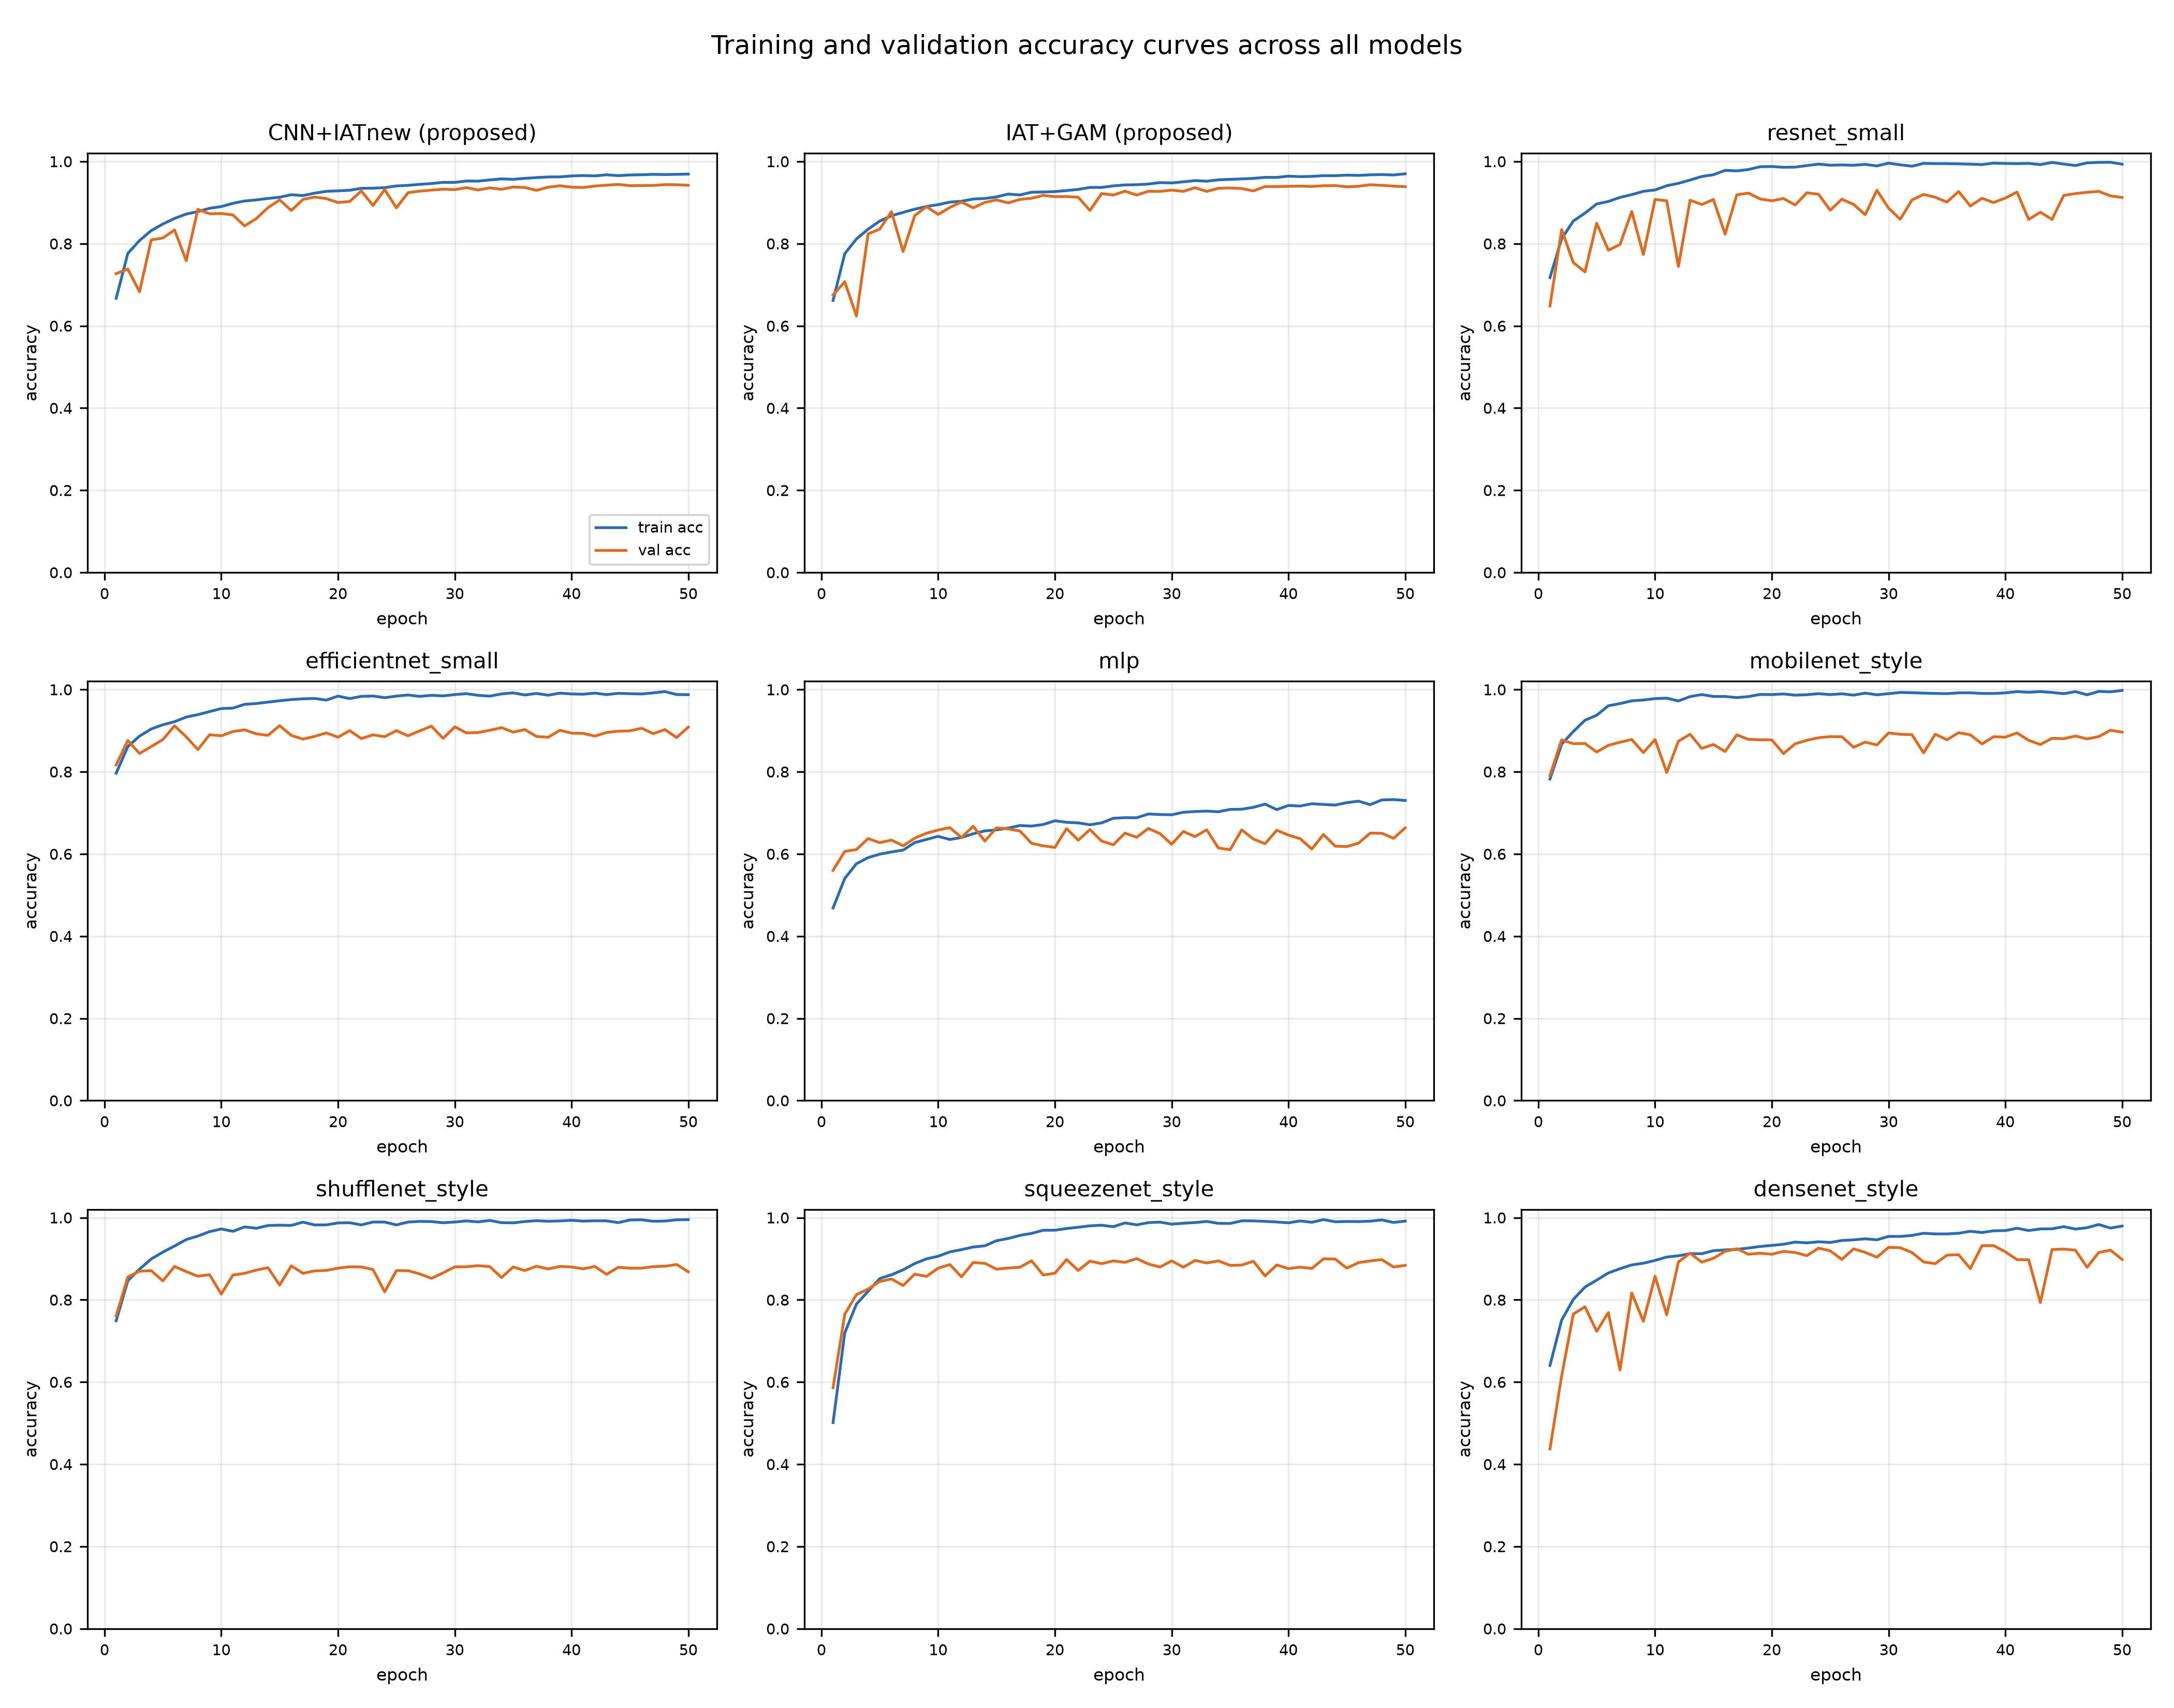 Training and validation accuracy curves across all models
CNN+IATnew (proposed)
accuracy
1.0
0.8
0.6
0.4
0.2
0.0
train acc
val acc
0 10 20 30 40 50
epoch
IAT+GAM (proposed)
accuracy
1.0
0.8
0.6
0.4
0.2
0.0
0 10 20 30 40 50
epoch
resnet_small
accuracy
1.0
0.8
0.6
0.4
0.2
0.0
0 10 20 30 40 50
epoch
efficientnet_small
accuracy
1.0
0.8
0.6
0.4
0.2
0.0
0 10 20 30 40 50
epoch
mlp
accuracy
1.0
0.8
0.6
0.4
0.2
0.0
0 10 20 30 40 50
epoch
mobilenet_style
accuracy
1.0
0.8
0.6
0.4
0.2
0.0
0 10 20 30 40 50
epoch
shufflenet_style
accuracy
1.0
0.8
0.6
0.4
0.2
0.0
0 10 20 30 40 50
epoch
squeezenet_style
accuracy
1.0
0.8
0.6
0.4
0.2
0.0
0 10 20 30 40 50
epoch
densenet_style
accuracy
1.0
0.8
0.6
0.4
0.2
0.0
0 10 20 30 40 50
epoch